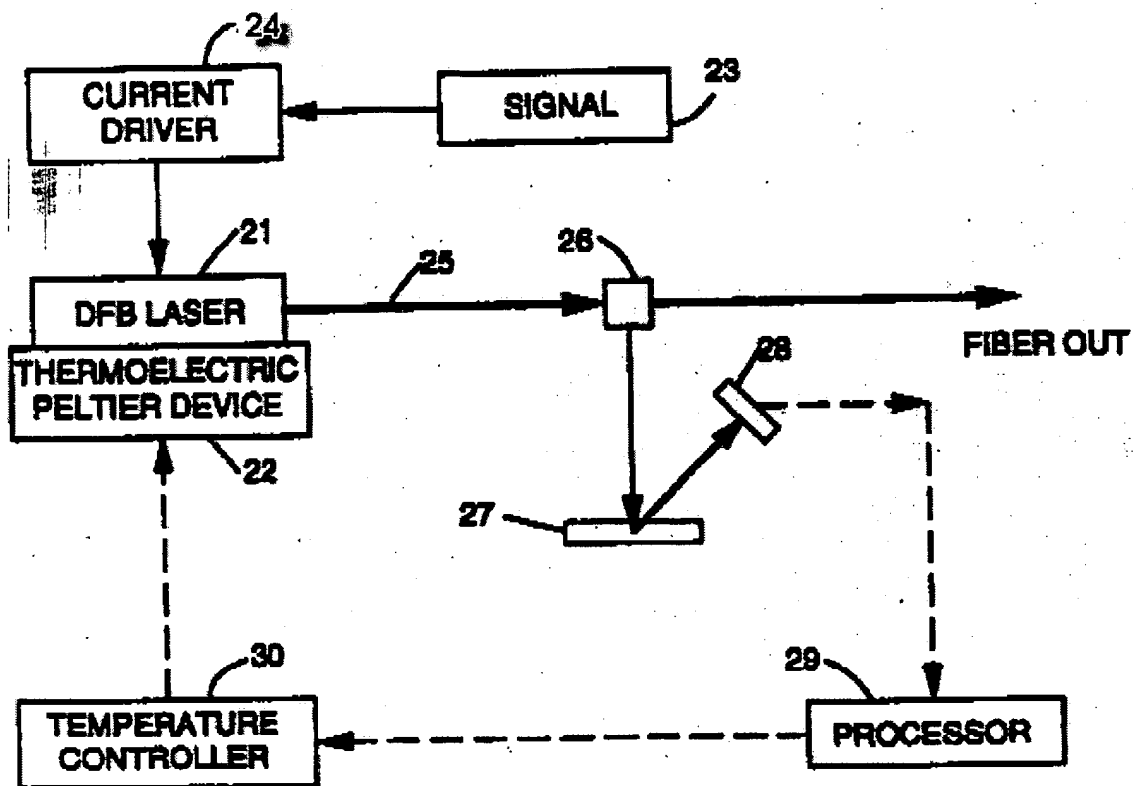 24
CURRENT
DRIVER
SIGNAL
23
21
25
26
DFB LASER
FIBER OUT
THERMOELECTRIC
PELTIER DEVICE
28
22
27
30
29
TEMPERATURE
CONTROLLER
PROCESSOR